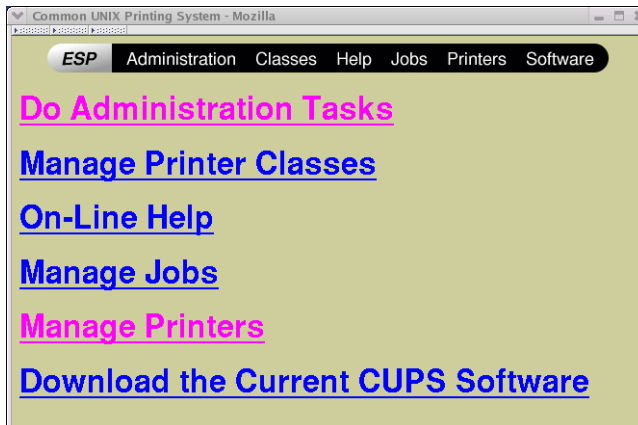 Common UNIX Printing System - Mozilla
ESP Administration Classes Help Jobs Printers Software
Do Administration Tasks
Manage Printer Classes
On-Line Help
Manage Jobs
Manage Printers
Download the Current CUPS Software